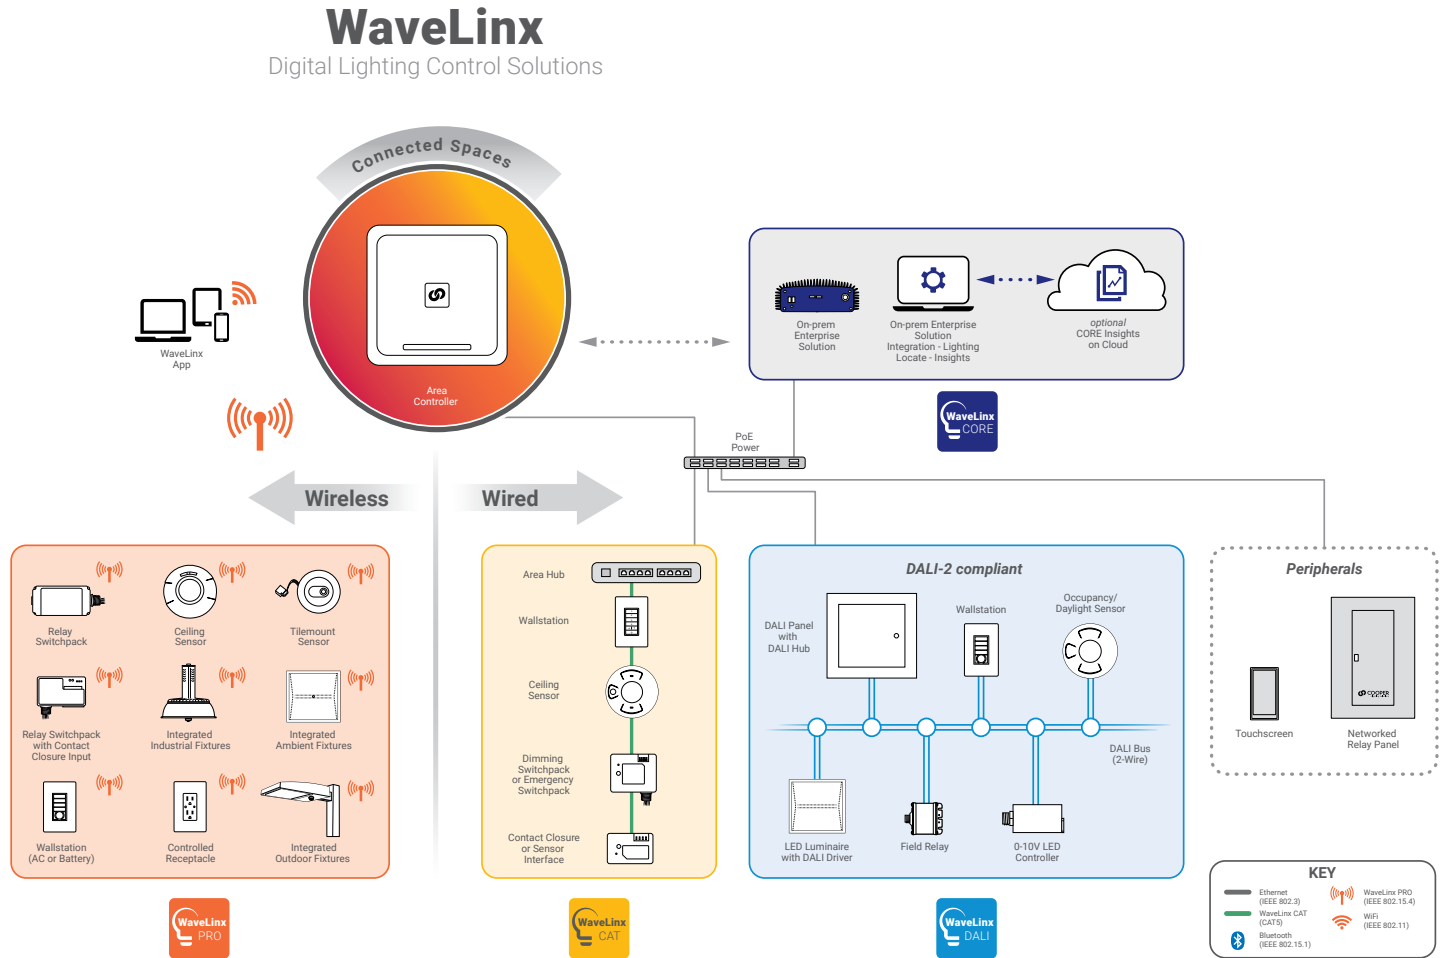 WaveLinx
Digital Lighting Control Solutions
Connected Spaces
WaveLinx
App
Area
Controller
On-prem
Enterprise
Solution
On-prem Enterprise
Solution
Integration - Lighting
Locate - Insights
optional
CORE Insights
on Cloud
WaveLinx
CORE
PoE
Power
Wireless
Wired
Relay
Switchpack
Ceiling
Sensor
Tilemount
Sensor
Relay Switchpack
with Contact
Closure Input
Integrated
Industrial Fixtures
Integrated
Ambient Fixtures
Wallstation
(AC or Battery)
Controlled
Receptacle
Integrated
Outdoor Fixtures
WaveLinx
PRO
Area Hub
Wallstation
Ceiling
Sensor
Dimming
Switchpack
or Emergency
Switchpack
Contact Closure
or Sensor
Interface
WaveLinx
CAT
DALI-2 compliant
DALI Panel
with
DALI Hub
Wallstation
Occupancy/
Daylight Sensor
DALI Bus
(2-Wire)
LED Luminaire
with DALI Driver
Field Relay
0-10V LED
Controller
WaveLinx
DALI
Peripherals
Touchscreen
COOPER
Networked
Relay Panel
KEY
Ethernet
(IEEE 802.3)
WaveLinx CAT
(CAT5)
Bluetooth
(IEEE 802.15.1)
WaveLinx PRO
(IEEE 802.15.4)
WiFi
(IEEE 802.11)